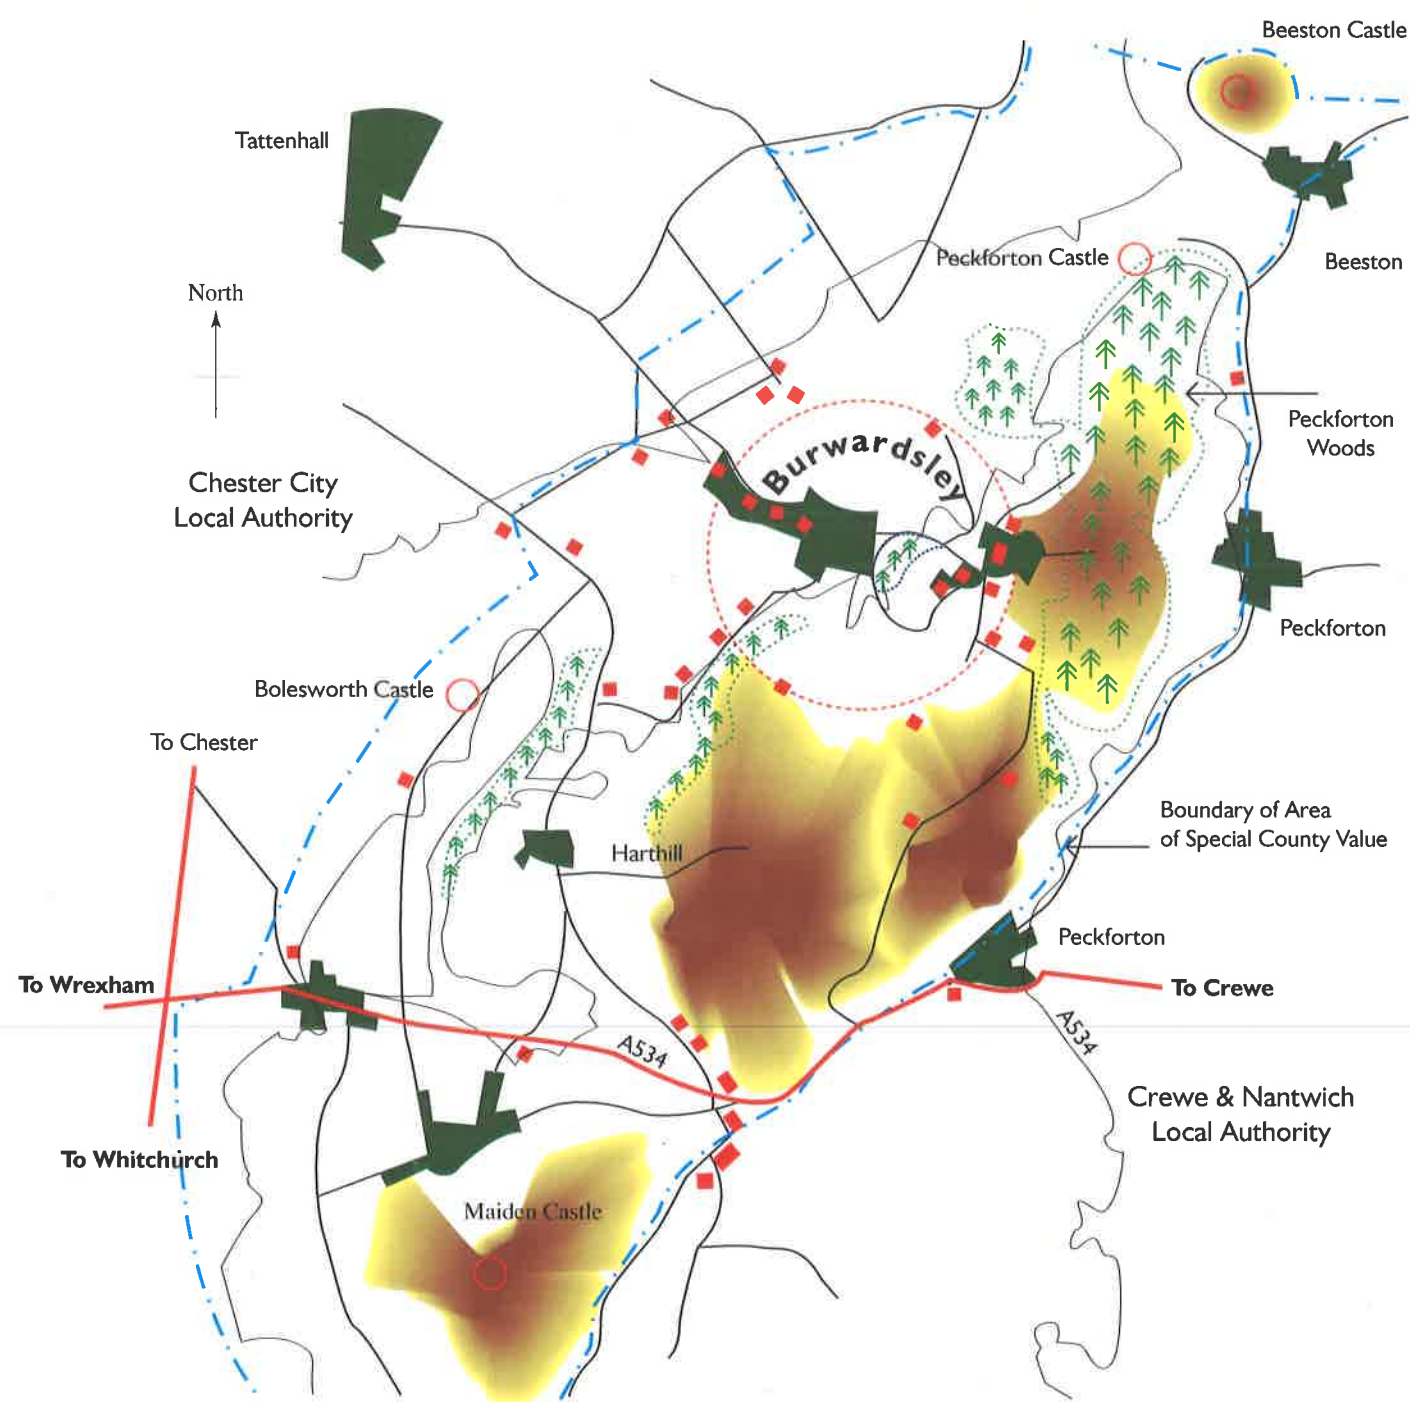 Beeston Castle
Tattenhall
Peckforton Castle
Beeston
North
Peckforton
Woods
Burwardsley
Chester City
Local Authority
Peckforton
Bolesworth Castle
To Chester
Boundary of Area
of Special County Value
Harthill
Peckforton
To Wrexham
To Crewe
A534
A534
Crewe & Nantwich
Local Authority
To Whitchurch
Maiden Castle